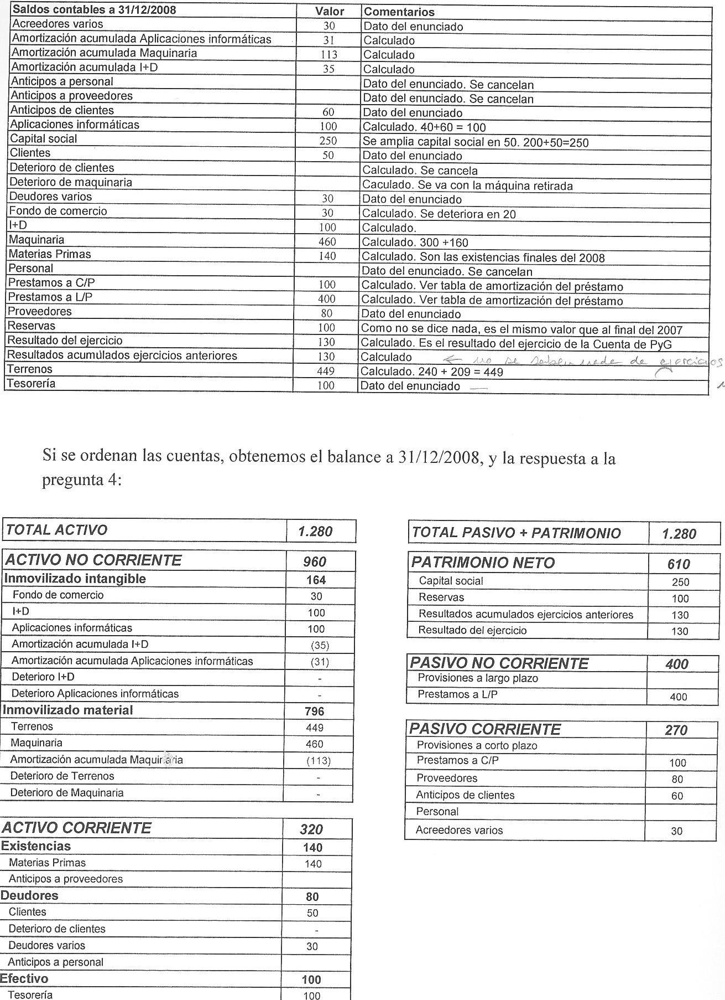 Saldos contables a 31/12/2008 Valor Comentarios
Acreedores varios 30 Dato del enunciado
Amortización acumulada Aplicaciones informáticas 31 Calculado
Amortización acumulada Maquinaria 113 Calculado
Amortización acumulada I+D 35 Calculado
Anticipos a personal Dato del enunciado. Se cancelan
Anticipos a proveedores Dato del enunciado. Se cancelan
Anticipos de clientes 60 Dato del enunciado
Aplicaciones informáticas 100 Calculado. 40+60 = 100
Capital social 250 Se amplia capital social en 50. 200+50=250
Clientes 50 Dato del enunciado
Deterioro de clientes Calculado. Se cancela
Deterioro de maquinaria Caculado. Se va con la máquina retirada
Deudores varios 30 Dato del enunciado
Fondo de comercio 30 Calculado. Se deteriora en 20
I+D 100 Calculado.
Maquinaria 460 Calculado. 300 +160
Materias Primas 140 Calculado. Son las existencias finales del 2008
Personal Dato del enunciado. Se cancelan
Prestamos a C/P 100 Calculado. Ver tabla de amortización del préstamo
Prestamos a L/P 400 Calculado. Ver tabla de amortización del préstamo
Proveedores 80 Dato del enunciado
Reservas 100 Como no se dice nada, es el mismo valor que al final del 2007
Resultado del ejercicio 130 Calculado. Es el resultado del ejercicio de la Cuenta de PyG
Resultados acumulados ejercicios anteriores 130 Calculado ← no se saben nada de ejercicios
Terrenos 449 Calculado. 240 + 209 = 449
Tesorería 100 Dato del enunciado
Si se ordenan las cuentas, obtenemos el balance a 31/12/2008, y la respuesta a la
pregunta 4:
TOTAL ACTIVO 1.280
ACTIVO NO CORRIENTE 960
Inmovilizado intangible 164
Fondo de comercio 30
I+D 100
Aplicaciones informáticas 100
Amortización acumulada I+D (35)
Amortización acumulada Aplicaciones informáticas (31)
Deterioro I+D -
Deterioro Aplicaciones informáticas -
Inmovilizado material 796
Terrenos 449
Maquinaria 460
Amortización acumulada Maquinaria (113)
Deterioro de Terrenos -
Deterioro de Maquinaria -
ACTIVO CORRIENTE 320
Existencias 140
Materias Primas 140
Anticipos a proveedores
Deudores 80
Clientes 50
Deterioro de clientes -
Deudores varios 30
Anticipos a personal
Efectivo 100
Tesorería 100
TOTAL PASIVO + PATRIMONIO 1.280
PATRIMONIO NETO 610
Capital social 250
Reservas 100
Resultados acumulados ejercicios anteriores 130
Resultado del ejercicio 130
PASIVO NO CORRIENTE 400
Provisiones a largo plazo
Prestamos a L/P 400
PASIVO CORRIENTE 270
Provisiones a corto plazo
Prestamos a C/P 100
Proveedores 80
Anticipos de clientes 60
Personal
Acreedores varios 30